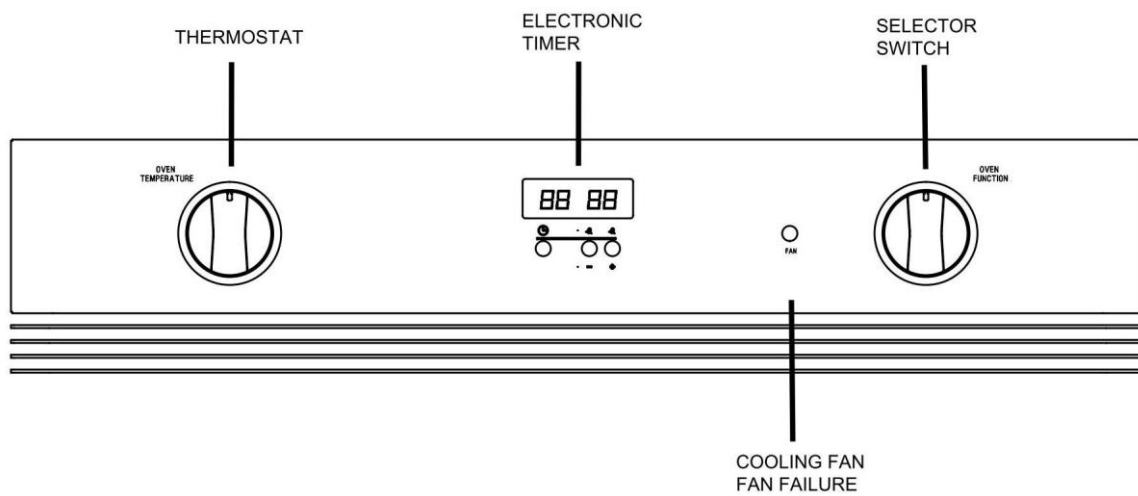 THERMOSTAT
ELECTRONIC
TIMER
SELECTOR
SWITCH
OVEN
TEMPERATURE
88 88
OVEN
FUNCTION
FAN
- +
COOLING FAN
FAN FAILURE